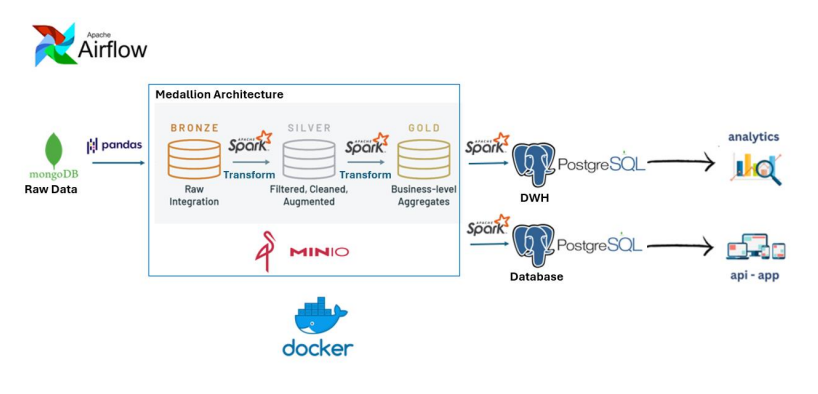 Apache
Airflow
Medallion Architecture
BRONZE
SILVER
GOLD
APACHE
Spark
APACHE
Spark
APACHE
Spark
pandas
mongoDB
Raw Data
Transform
Transform
Raw
Integration
Filtered, Cleaned,
Augmented
Business-level
Aggregates
PostgreSQL
DWH
analytics
APACHE
Spark
PostgreSQL
Database
api - app
MINIO
docker